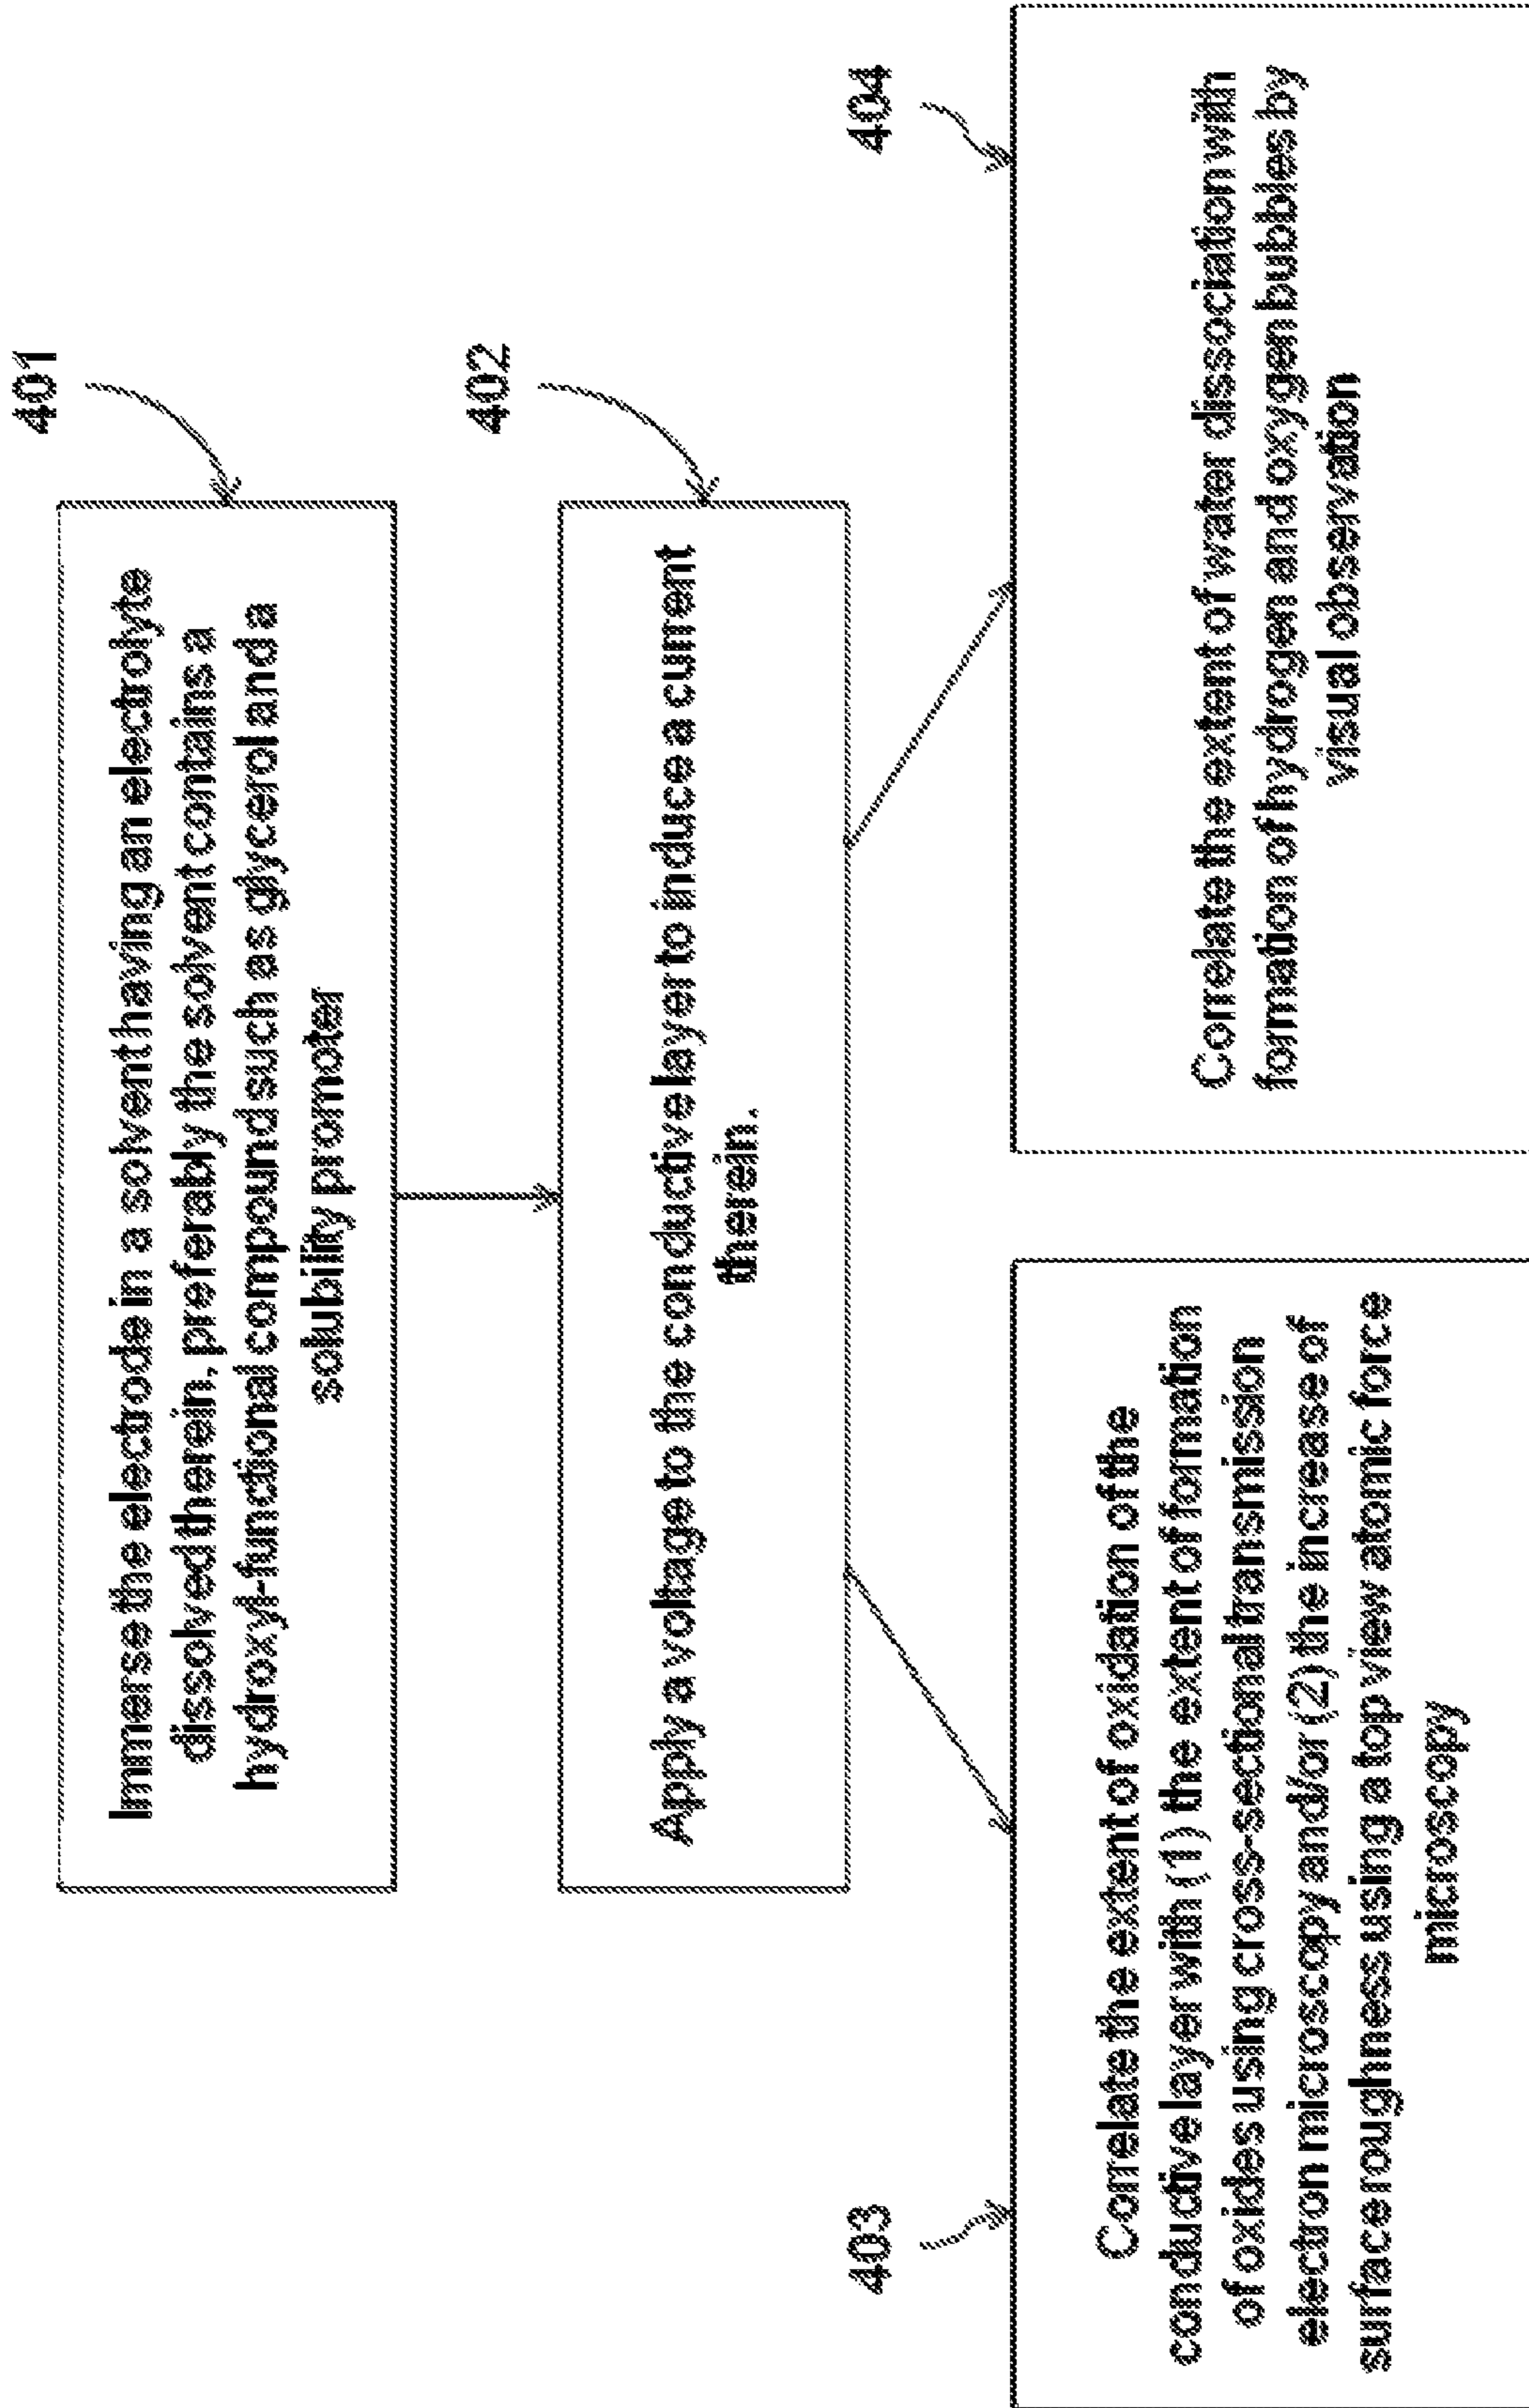 401
Immerse the electrode in a solvent having an electrolyte
dissolved therein, preferably the solvent contains a
hydroxyl-functional compound such as glycerol and a
solubility promoter
402
Apply a voltage to the conductive layer to induce a current
therein.
403
Correlate the extent of oxidation of the
conductive layer with (1) the extent of formation
of oxides using cross-sectional transmission
electron microscopy and/or (2) the increase of
surface roughness using a top view atomic force
microscopy
404
Correlate the extent of water dissociation with
formation of hydrogen and oxygen bubbles by
visual observation